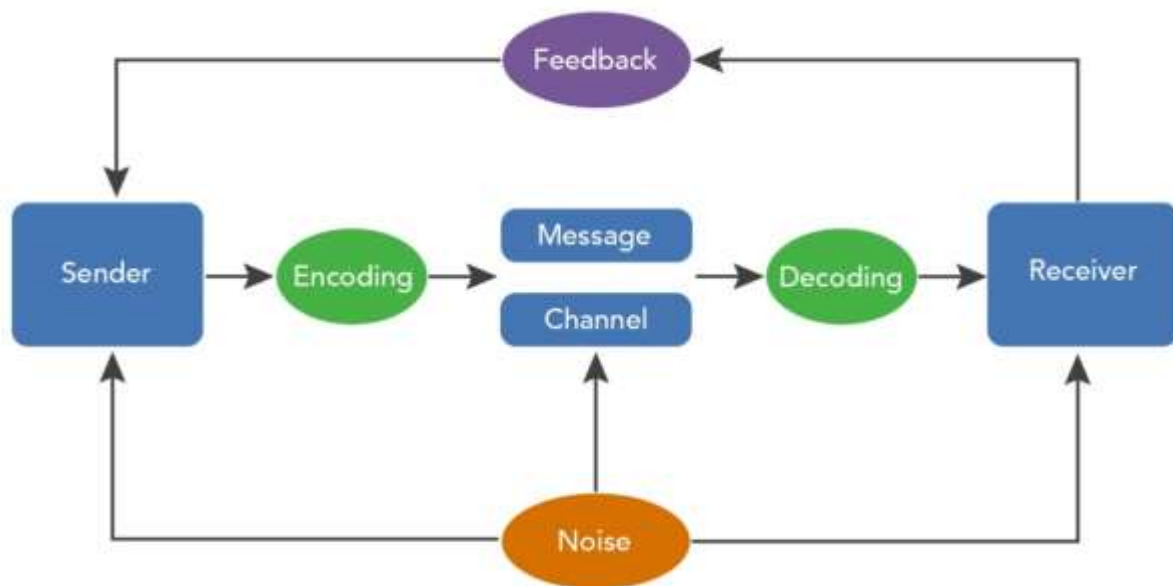 Feedback
Sender
Encoding
Message
Channel
Decoding
Receiver
Noise